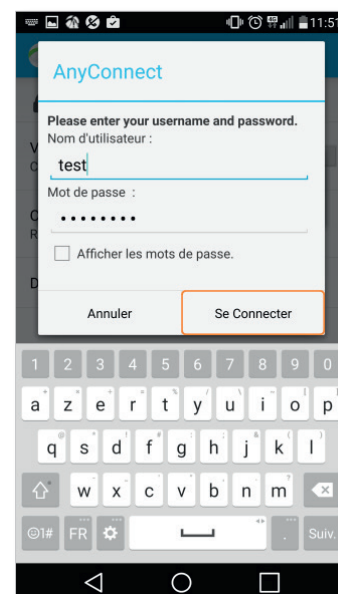 11:51
AnyConnect
Please enter your username and password.
Nom d'utilisateur :
test
Mot de passe :
••••••••
Afficher les mots de passe.
Annuler
Se Connecter
1 2 3 4 5 6 7 8 9 0
a z e r t y u i o p
q s d f g h j k l
w x c v b n m
☺1# FR . Suiv.